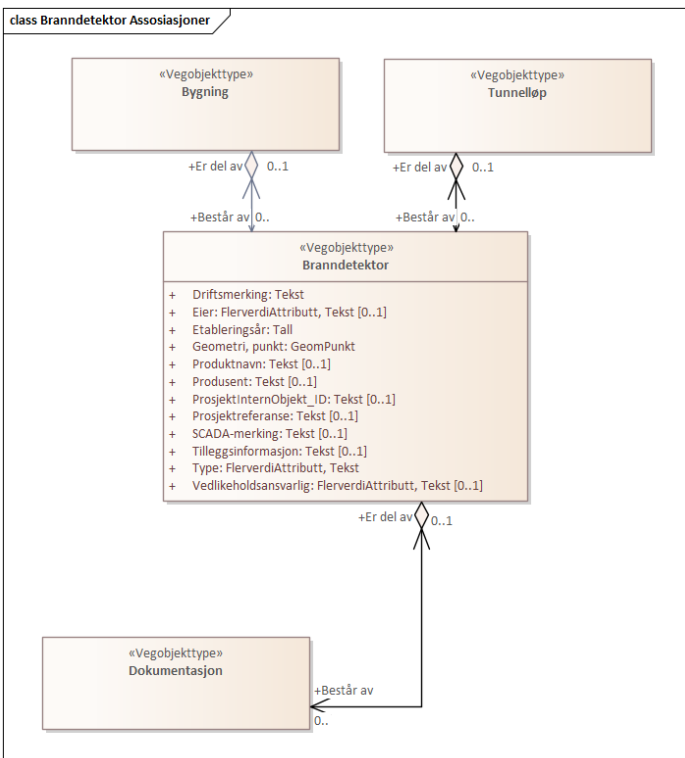 class Branndetektor Assosiasjoner
«Vegobjekttype»
Bygning
«Vegobjekttype»
Tunnelløp
+Er del av 0..1
+Er del av 0..1
+Består av 0..
+Består av 0..
«Vegobjekttype»
Branndetektor
+ Driftsmerking: Tekst
+ Eier: FlerverdiAttributt, Tekst [0..1]
+ Etableringsår: Tall
+ Geometri, punkt: GeomPunkt
+ Produktnavn: Tekst [0..1]
+ Produsent: Tekst [0..1]
+ ProsjektInternObjekt_ID: Tekst [0..1]
+ Prosjektreferanse: Tekst [0..1]
+ SCADA-merking: Tekst [0..1]
+ Tilleggsinformasjon: Tekst [0..1]
+ Type: FlerverdiAttributt, Tekst
+ Vedlikeholdsansvarlig: FlerverdiAttributt, Tekst [0..1]
+Er del av 0..1
«Vegobjekttype»
Dokumentasjon
+Består av
0..